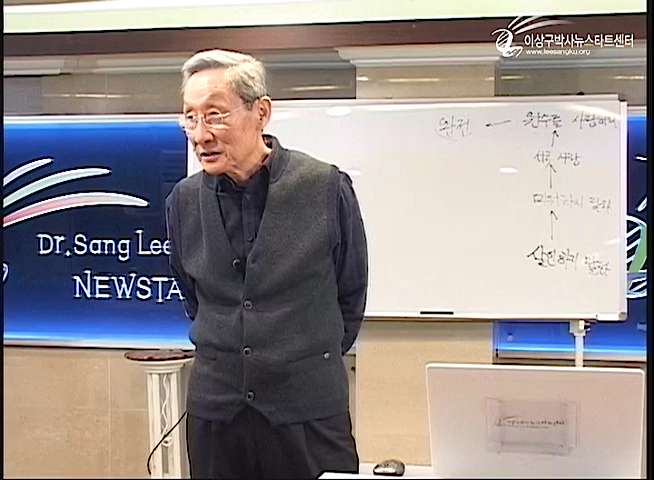 이상구박사뉴스타트센터
www.leesangku.org
완전 ← 원수를 사랑하니
서로 사랑
미워하지 말라
살인하지 말라
Dr.Sang Lee
NEWSTA